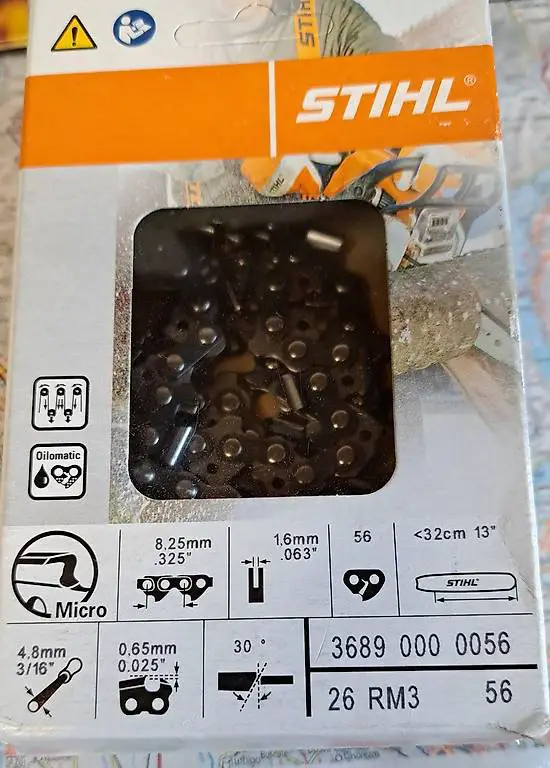 STIHL
STIHL®
STIHL
Oilomatic
Micro
8,25mm
.325"
1,6mm
.063"
56
<32cm 13"
STIHL
4.8mm
3/16"
0.65mm
0.025"
30 °
3689 000 0056
26 RM3 56